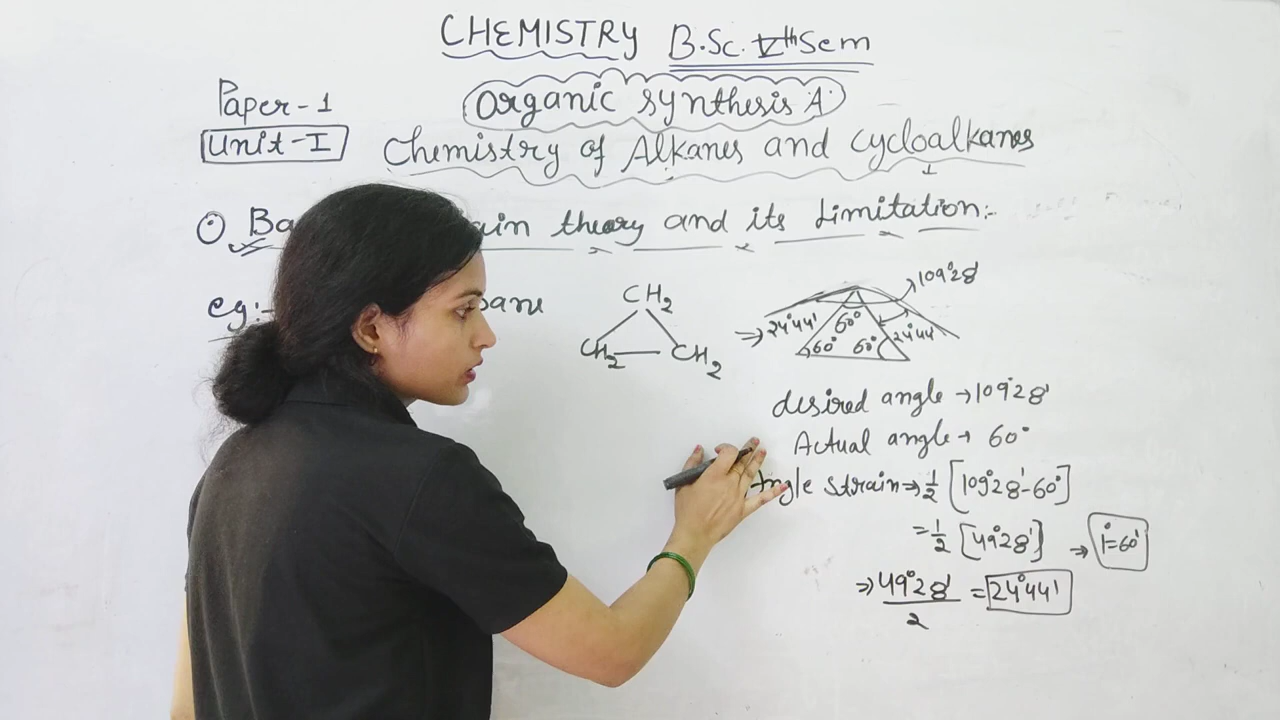 CHEMISTRY B.Sc. Vth Sem
Paper-1
Organic synthesis A
Unit-I
Chemistry of Alkanes and Cycloalkanes
ain theory and its Limitation:-
eg:-
CH2
CH2
CH2
109°28'
24°44'
60°
24°44'
60°
60°
desired angle → 109°28'
Actual angle → 60°
Angle strain ⇒ 1/2 [109°28'-60°]
= 1/2 [49°28'] ⇒ 1°=60'
⇒ 49°28'/2 = 24°44'